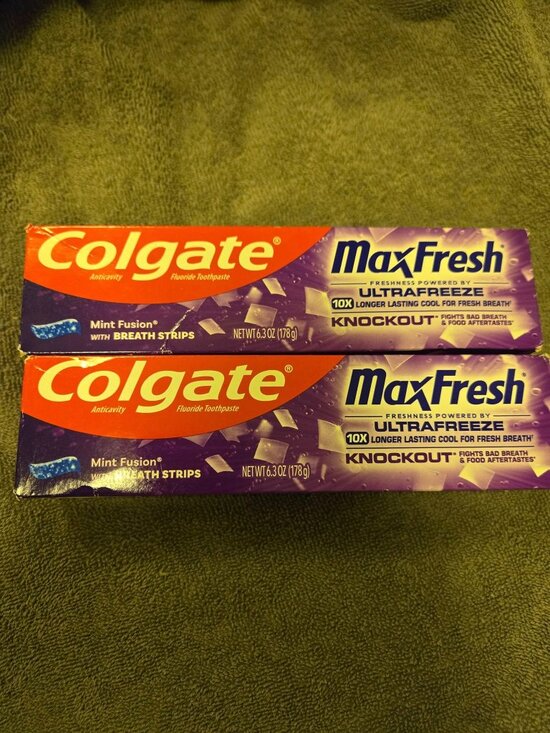 Colgate®
Anticavity Fluoride Toothpaste
Mint Fusion®
WITH BREATH STRIPS
NET WT 6.3 OZ (178g)
MaxFresh®
FRESHNESS POWERED BY
ULTRAFREEZE
10X LONGER LASTING COOL FOR FRESH BREATH†
KNOCKOUT™ FIGHTS BAD BREATH
& FOOD AFTERTASTES*
Colgate®
Anticavity Fluoride Toothpaste
Mint Fusion®
WITH BREATH STRIPS
NET WT 6.3 OZ (178g)
MaxFresh®
FRESHNESS POWERED BY
ULTRAFREEZE
10X LONGER LASTING COOL FOR FRESH BREATH†
KNOCKOUT™ FIGHTS BAD BREATH
& FOOD AFTERTASTES*